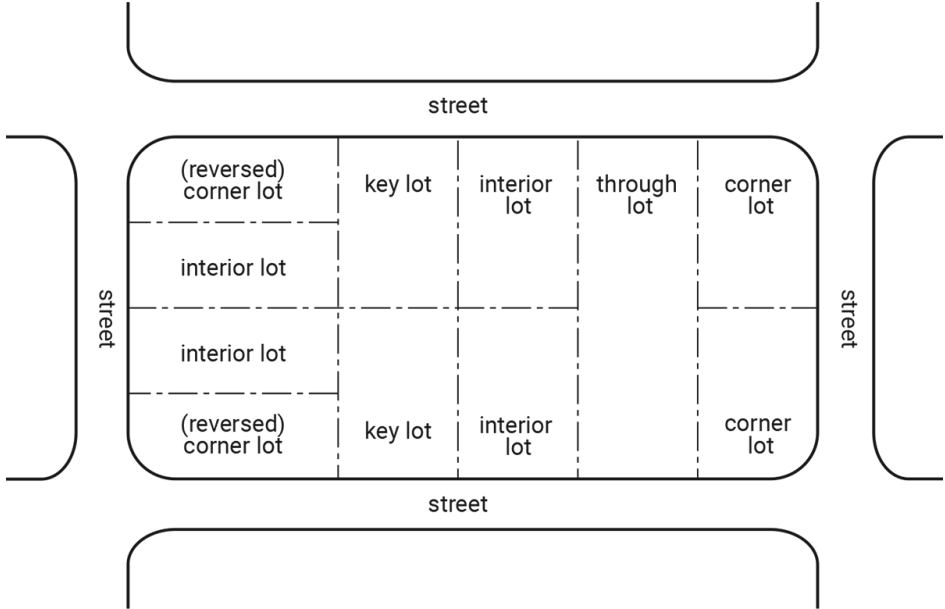 street
(reversed)
corner lot
key lot
interior
lot
through
lot
corner
lot
interior lot
street
street
interior lot
(reversed)
corner lot
key lot
interior
lot
corner
lot
street